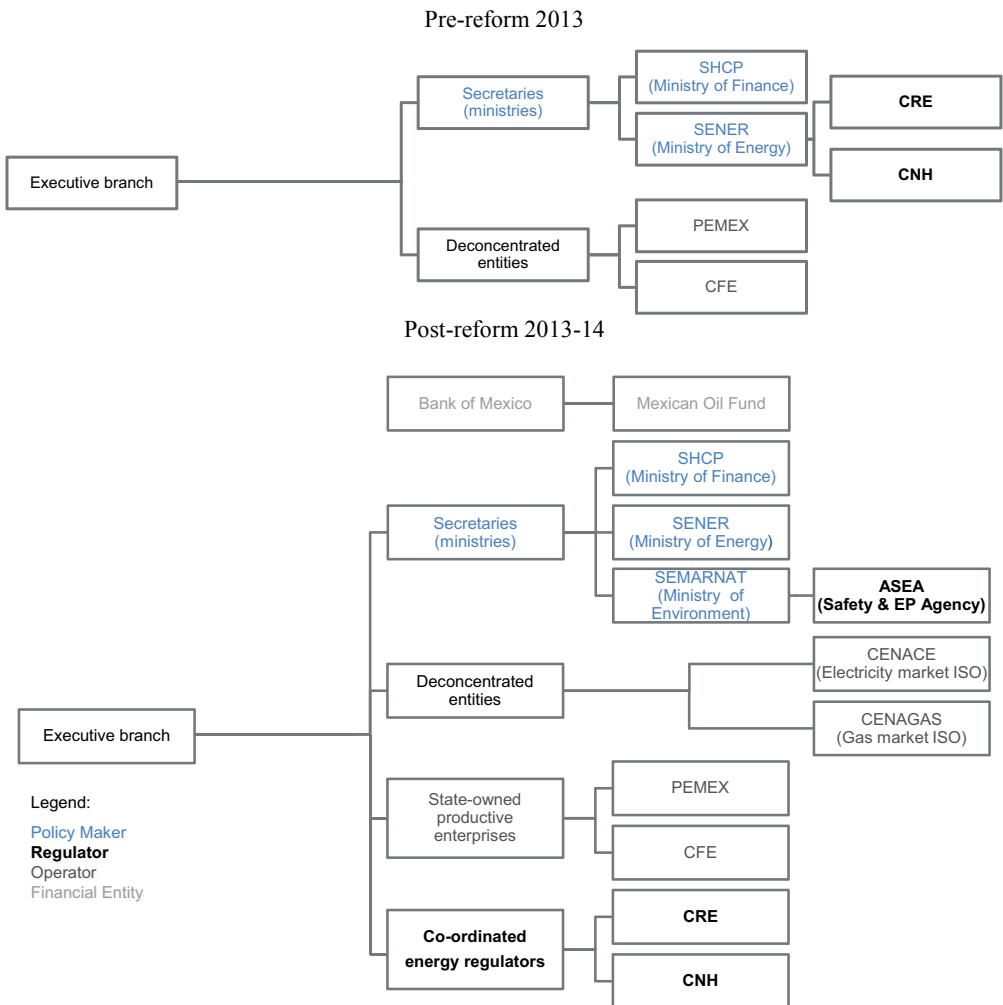 Pre-reform 2013
SHCP
(Ministry of Finance)
Secretaries
(ministries)
CRE
SENER
(Ministry of Energy)
Executive branch
CNH
PEMEX
Deconcentrated
entities
CFE
Post-reform 2013-14
Bank of Mexico
Mexican Oil Fund
SHCP
(Ministry of Finance)
Secretaries
(ministries)
SENER
(Ministry of Energy)
SEMARNAT
(Ministry of
Environment)
ASEA
(Safety & EP Agency)
CENACE
(Electricity market ISO)
Deconcentrated
entities
CENAGAS
(Gas market ISO)
Executive branch
PEMEX
State-owned
productive
enterprises
CFE
Legend:
Policy Maker
Regulator
Operator
Financial Entity
CRE
Co-ordinated
energy regulators
CNH